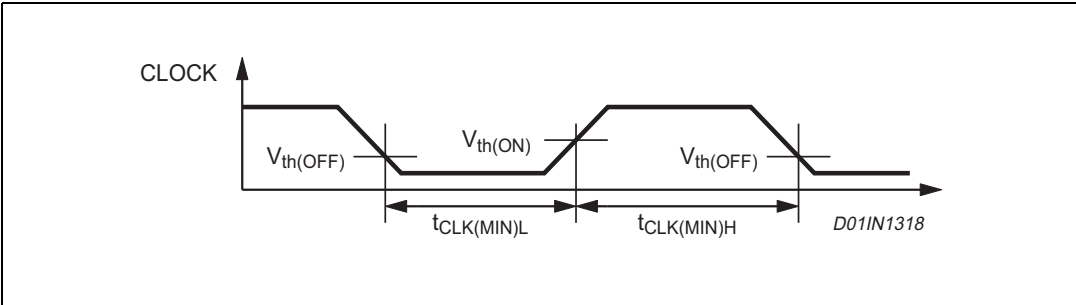 CLOCK
Vth(OFF)
Vth(ON)
Vth(OFF)
tCLK(MIN)L
tCLK(MIN)H
D01IN1318